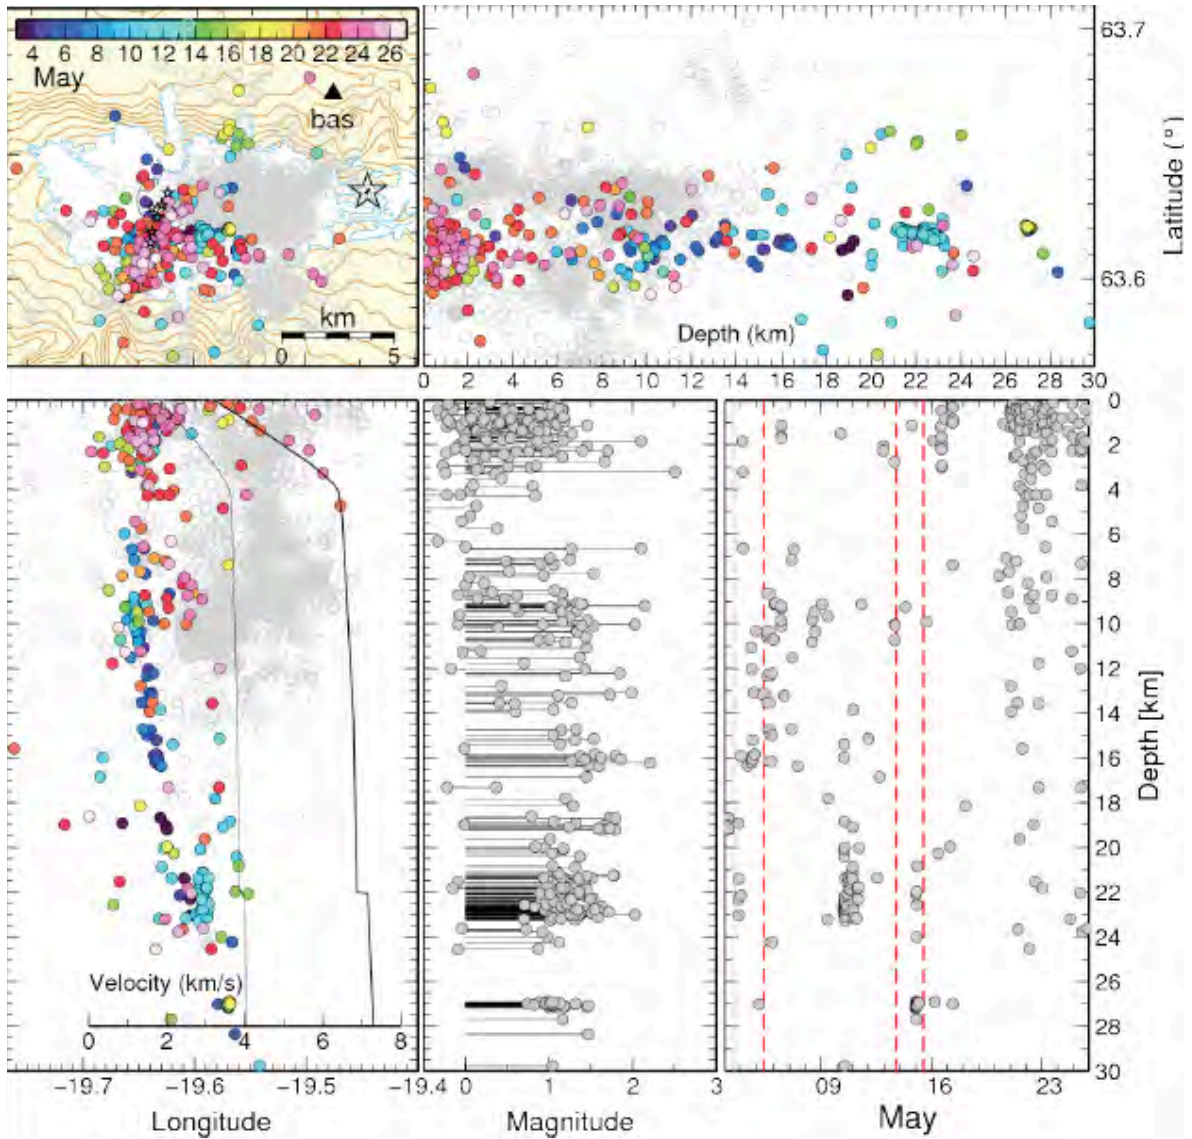 4 6 8 10 12 14 16 18 20 22 24 26
May
bas
km
0 5
63.7
Latitude (°)
63.6
Depth (km)
0 2 4 6 8 10 12 14 16 18 20 22 24 26 28 30
0
2
4
6
8
10
12
14
16
18
20
22
24
26
28
30
Depth [km]
Velocity (km/s)
0 2 4 6 8
−19.7 −19.6 −19.5 −19.4
0 1 2 3
09 16 23
Longitude
Magnitude
May